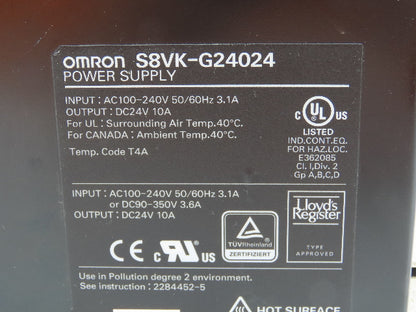 OMRON S8VK-G24024
POWER SUPPLY
INPUT : AC100-240V 50/60Hz 3.1A
OUTPUT : DC24V 10A
For UL : Surrounding Air Temp.40°C.
For CANADA : Ambient Temp.40°C.
Temp. Code T4A
C UL US
LISTED
IND.CONT.EQ.
FOR HAZ.LOC.
E362085
Cl. I,Div. 2
Gp A,B,C,D
INPUT : AC100-240V 50/60Hz 3.1A
or DC90-350V 3.6A
OUTPUT : DC24V 10A
CE c RU us
TÜVRheinland
ZERTIFIZIERT
Lloyd's
Register
TYPE
APPROVED
Use in Pollution degree 2 environment.
See instruction : 2284452-5
HOT SURFACE